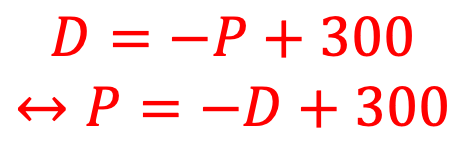 D = −P + 300
↔ P = −D + 300